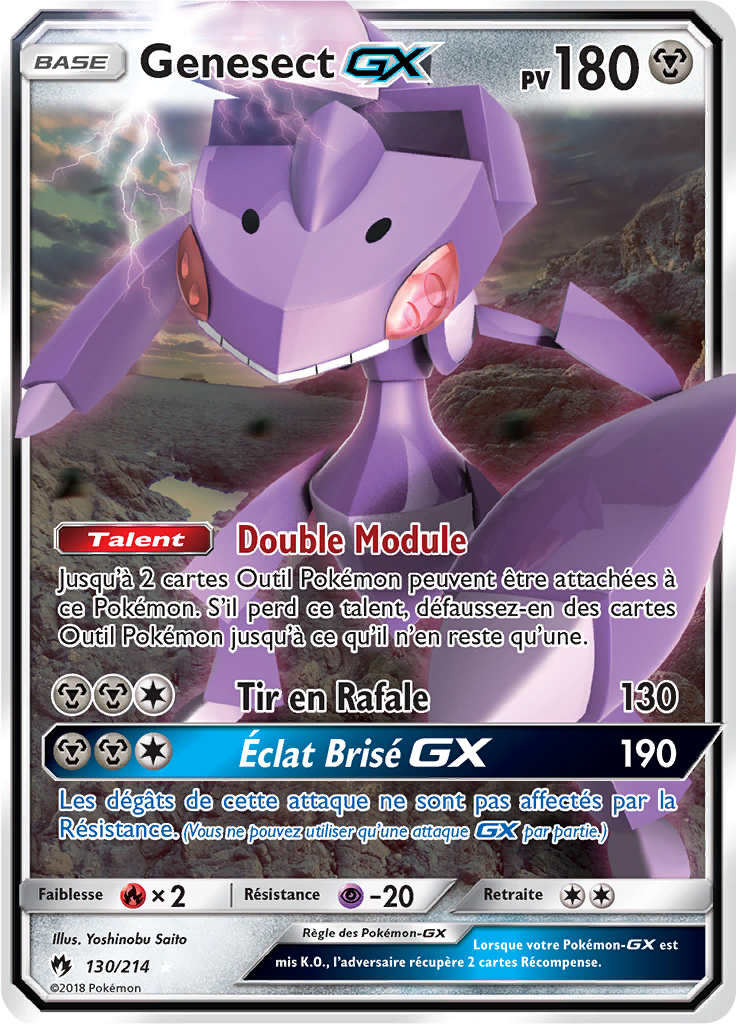 BASE Genesect GX PV 180
Talent Double Module
Jusqu'à 2 cartes Outil Pokémon peuvent être attachées à
ce Pokémon. S'il perd ce talent, défaussez-en des cartes
Outil Pokémon jusqu'à ce qu'il n'en reste qu'une.
Tir en Rafale 130
Éclat Brisé GX 190
Les dégâts de cette attaque ne sont pas affectés par la
Résistance. (Vous ne pouvez utiliser qu'une attaque GX par partie.)
Faiblesse ×2 Résistance -20 Retraite
Illus. Yoshinobu Saito
130/214
©2018 Pokémon
Règle des Pokémon-GX
Lorsque votre Pokémon-GX est
mis K.O., l'adversaire récupère 2 cartes Récompense.